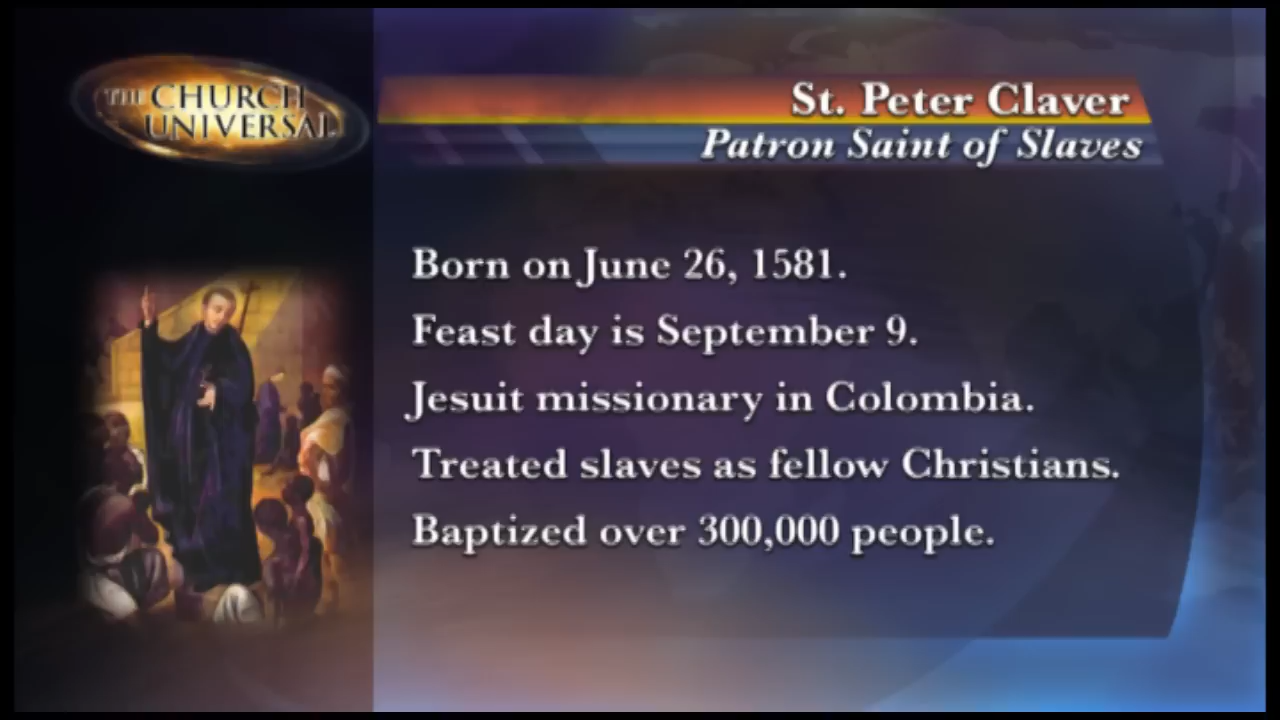 THE CHURCH
UNIVERSAL
St. Peter Claver
Patron Saint of Slaves
Born on June 26, 1581.
Feast day is September 9.
Jesuit missionary in Colombia.
Treated slaves as fellow Christians.
Baptized over 300,000 people.